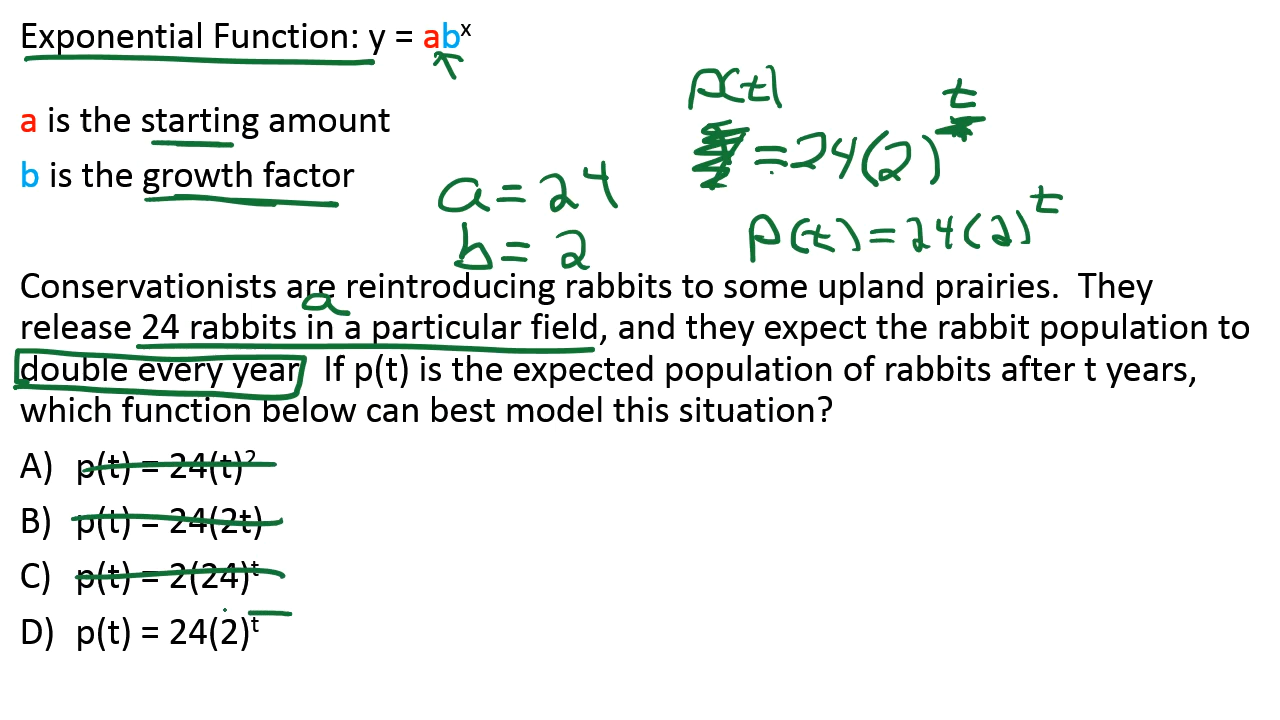 Exponential Function: y = abˣ
a is the starting amount
b is the growth factor
a = 24
b = 2
p(t)
= 24(2)^t
p(t) = 24(2)^t
Conservationists are reintroducing rabbits to some upland prairies. They
a
release 24 rabbits in a particular field, and they expect the rabbit population to
double every year. If p(t) is the expected population of rabbits after t years,
which function below can best model this situation?
A) p(t) = 24(t)²
B) p(t) = 24(2t)
C) p(t) = 2(24)^t
D) p(t) = 24(2)^t